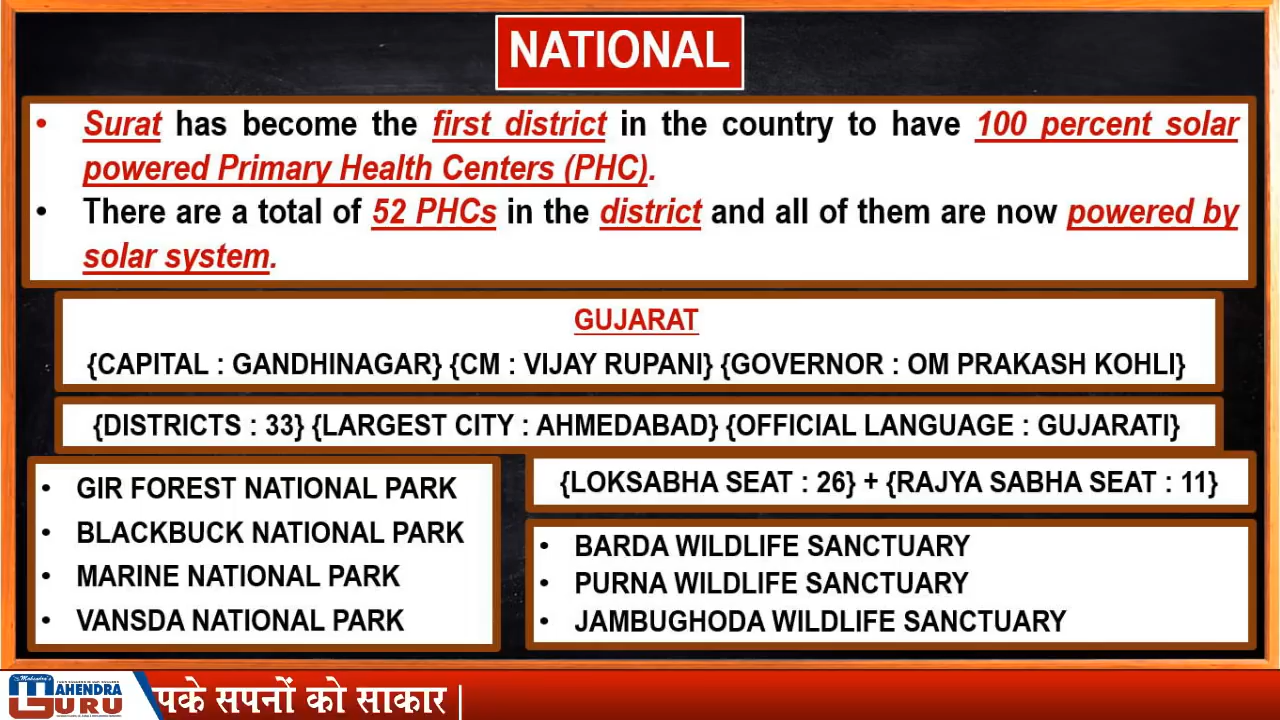 NATIONAL
• Surat has become the first district in the country to have 100 percent solar
powered Primary Health Centers (PHC).
• There are a total of 52 PHCs in the district and all of them are now powered by
solar system.
GUJARAT
{CAPITAL : GANDHINAGAR} {CM : VIJAY RUPANI} {GOVERNOR : OM PRAKASH KOHLI}
{DISTRICTS : 33} {LARGEST CITY : AHMEDABAD} {OFFICIAL LANGUAGE : GUJARATI}
• GIR FOREST NATIONAL PARK
• BLACKBUCK NATIONAL PARK
• MARINE NATIONAL PARK
• VANSDA NATIONAL PARK
{LOKSABHA SEAT : 26} + {RAJYA SABHA SEAT : 11}
• BARDA WILDLIFE SANCTUARY
• PURNA WILDLIFE SANCTUARY
• JAMBUGHODA WILDLIFE SANCTUARY
Mahendra's
MAHENDRA
GURU
पके सपनों को साकार |